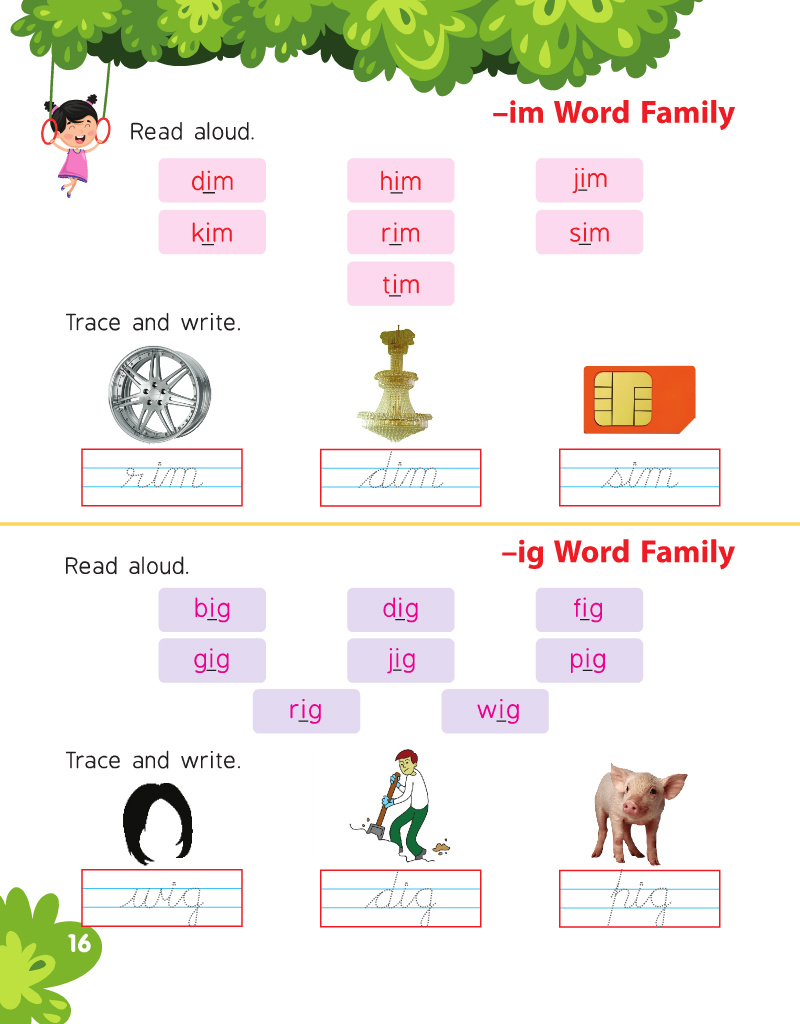 –im Word Family
Read aloud.
dim him jim
kim rim sim
tim
Trace and write.
rim dim sim
–ig Word Family
Read aloud.
big dig fig
gig jig pig
rig wig
Trace and write.
wig dig pig
16